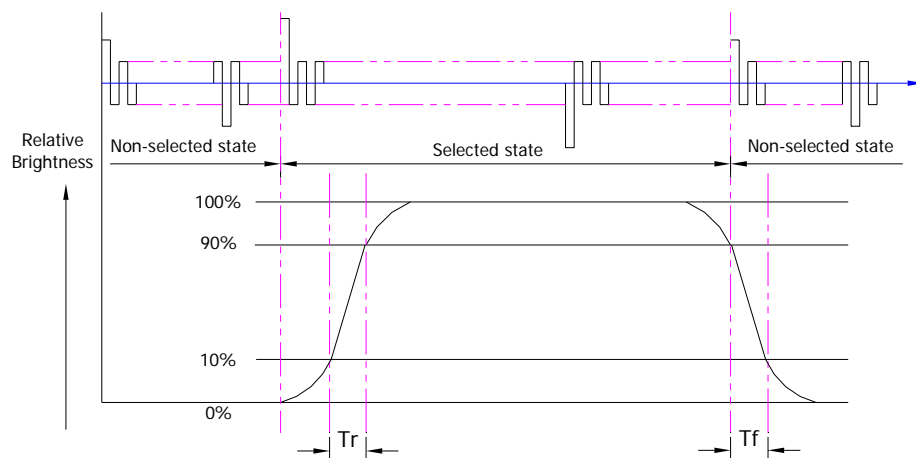 Relative
Brightness
Non-selected state
Selected state
Non-selected state
100%
90%
10%
0%
Tr
Tf